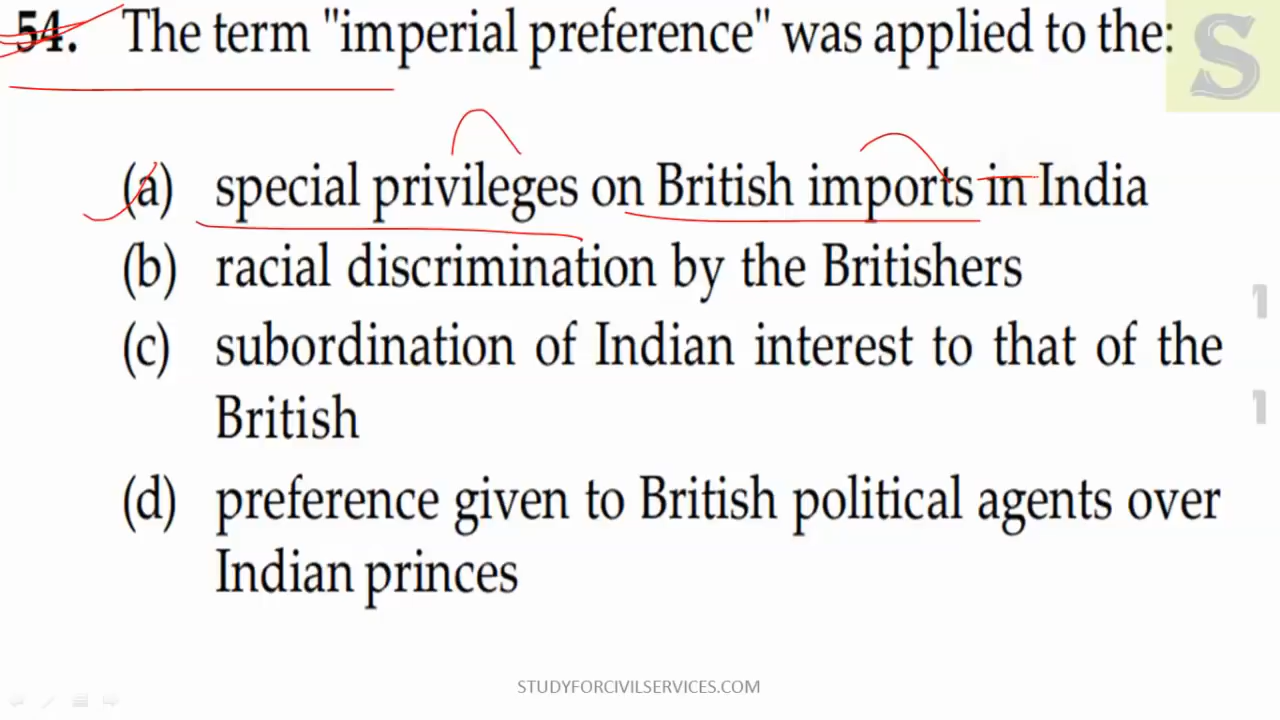 54. The term "imperial preference" was applied to the:
S
(a) special privileges on British imports in India
(b) racial discrimination by the Britishers
(c) subordination of Indian interest to that of the
British
(d) preference given to British political agents over
Indian princes
1
1
STUDYFORCIVILSERVICES.COM